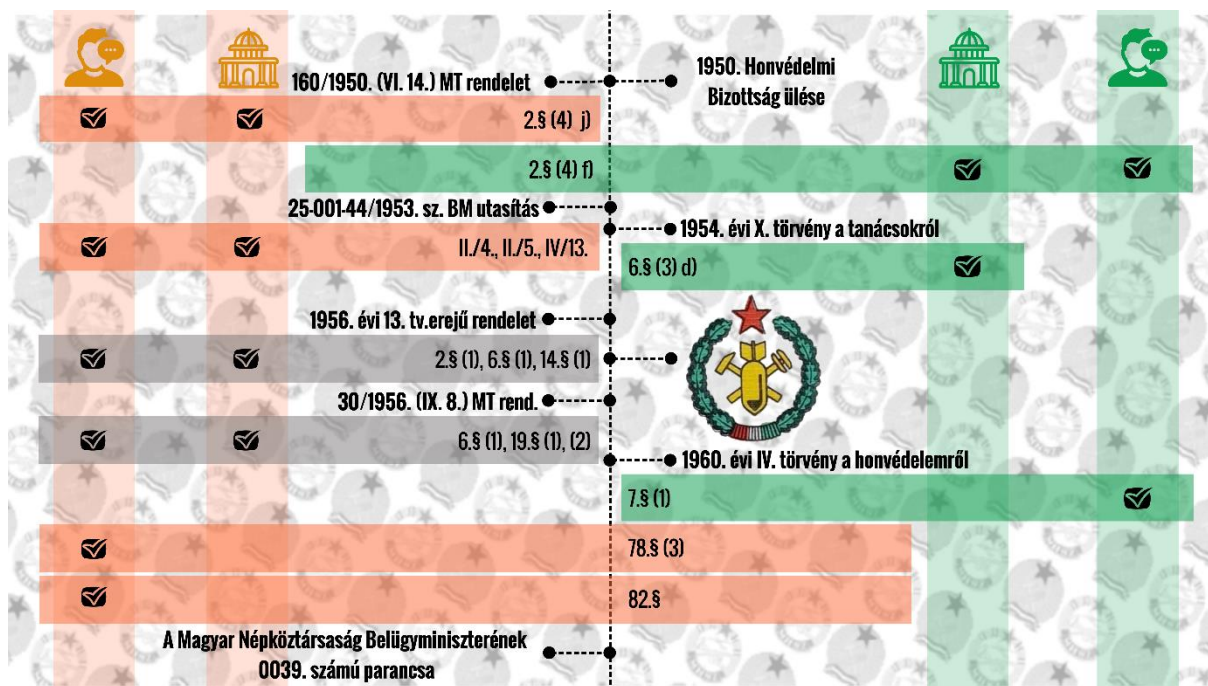 160/1950. (VI. 14.) MT rendelet
1950. Honvédelmi
Bizottság ülése
2.§ (4) j)
2.§ (4) f)
25-001-44/1953. sz. BM utasítás
1954. évi X. törvény a tanácsokról
II./4., II./5., IV/13.
6.§ (3) d)
1956. évi 13. tv.erejű rendelet
2.§ (1), 6.§ (1), 14.§ (1)
30/1956. (IX. 8.) MT rend.
6.§ (1), 19.§ (1), (2)
1960. évi IV. törvény a honvédelemről
7.§ (1)
78.§ (3)
82.§
A Magyar Népköztársaság Belügyminiszterének
0039. számú parancsa